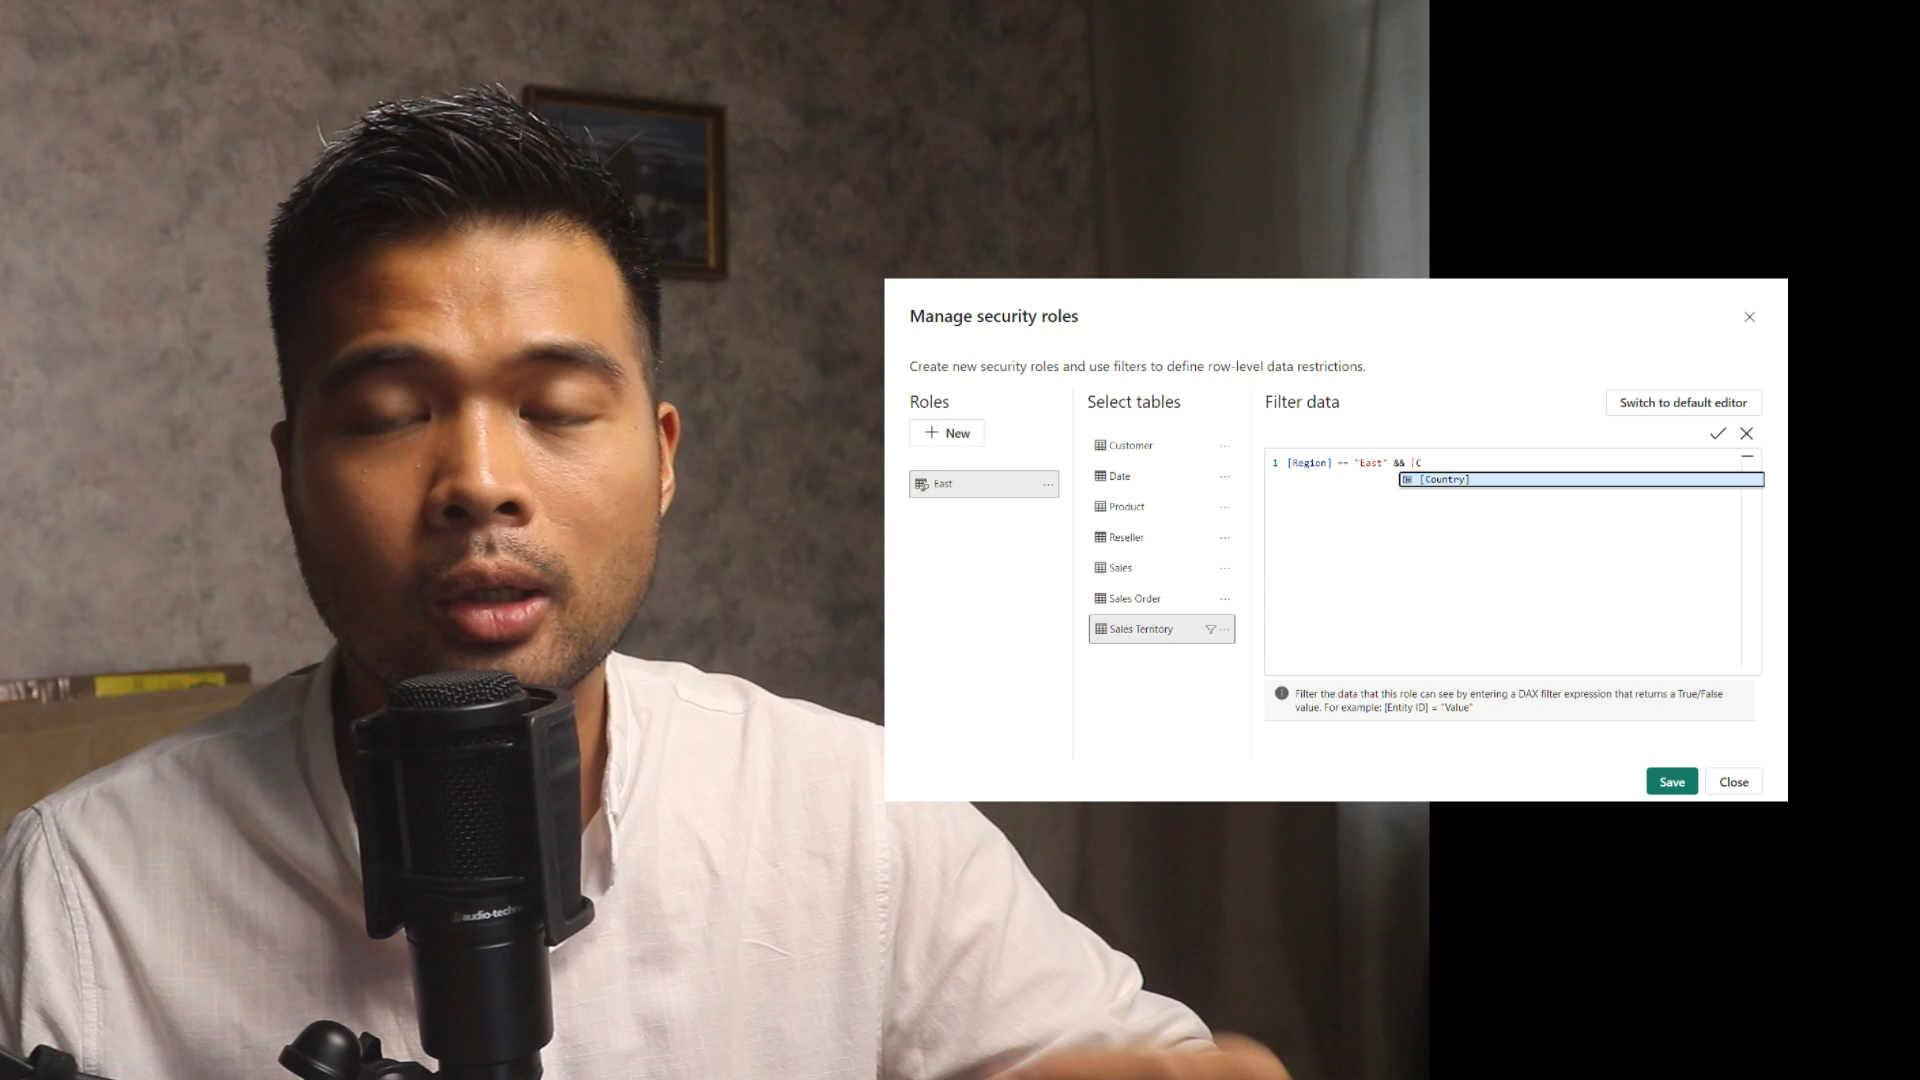 Manage security roles
Create new security roles and use filters to define row-level data restrictions.
Roles
Select tables
Filter data
Switch to default editor
New
East
Customer
Date
Product
Reseller
Sales
Sales Order
Sales Territory
1 [Region] == "East" && [C
[Country]
Filter the data that this role can see by entering a DAX filter expression that returns a True/False
value. For example: [Entity ID] = "Value"
Save
Close